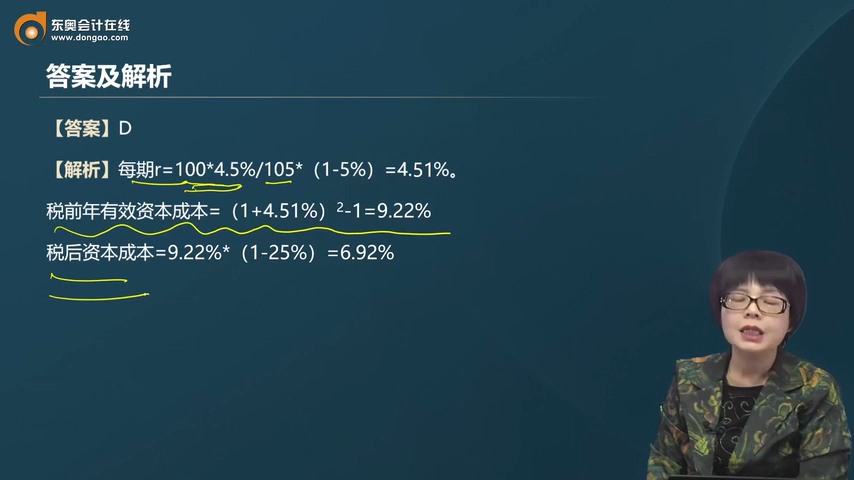 东奥会计在线
www.dongao.com
答案及解析
【答案】D
【解析】每期r=100*4.5%/105*（1-5%）=4.51%。
税前年有效资本成本=（1+4.51%）²-1=9.22%
税后资本成本=9.22%*（1-25%）=6.92%